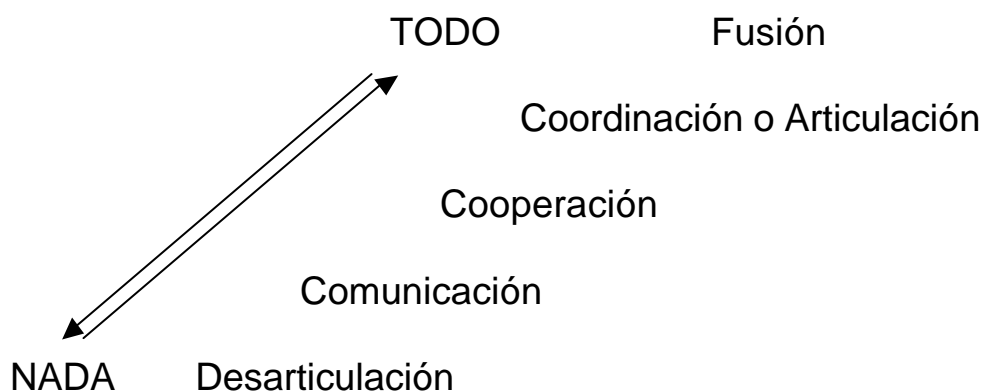 TODO Fusión
Coordinación o Articulación
Cooperación
Comunicación
NADA Desarticulación